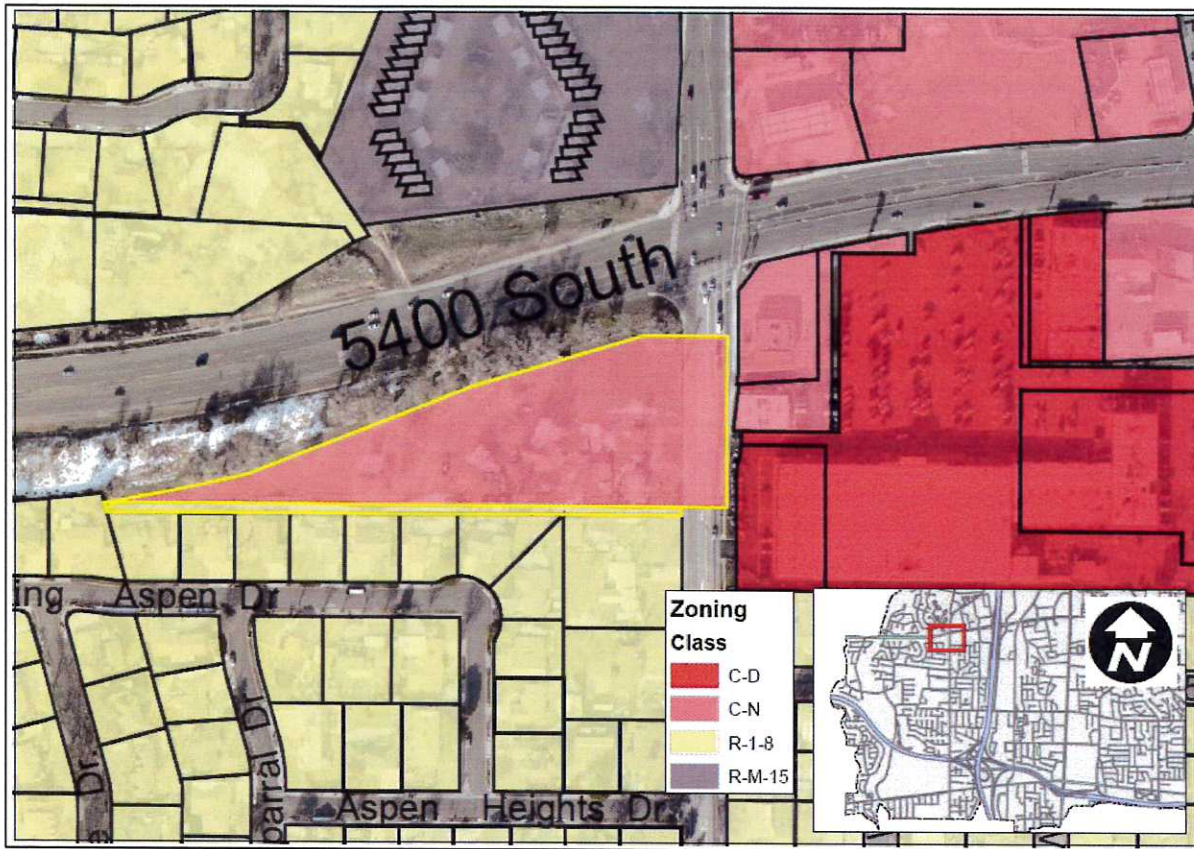 5400 South
ing Aspen Dr
Dr
parral Dr
Aspen Heights Dr
Zoning
Class
C-D
C-N
R-1-8
R-M-15
N